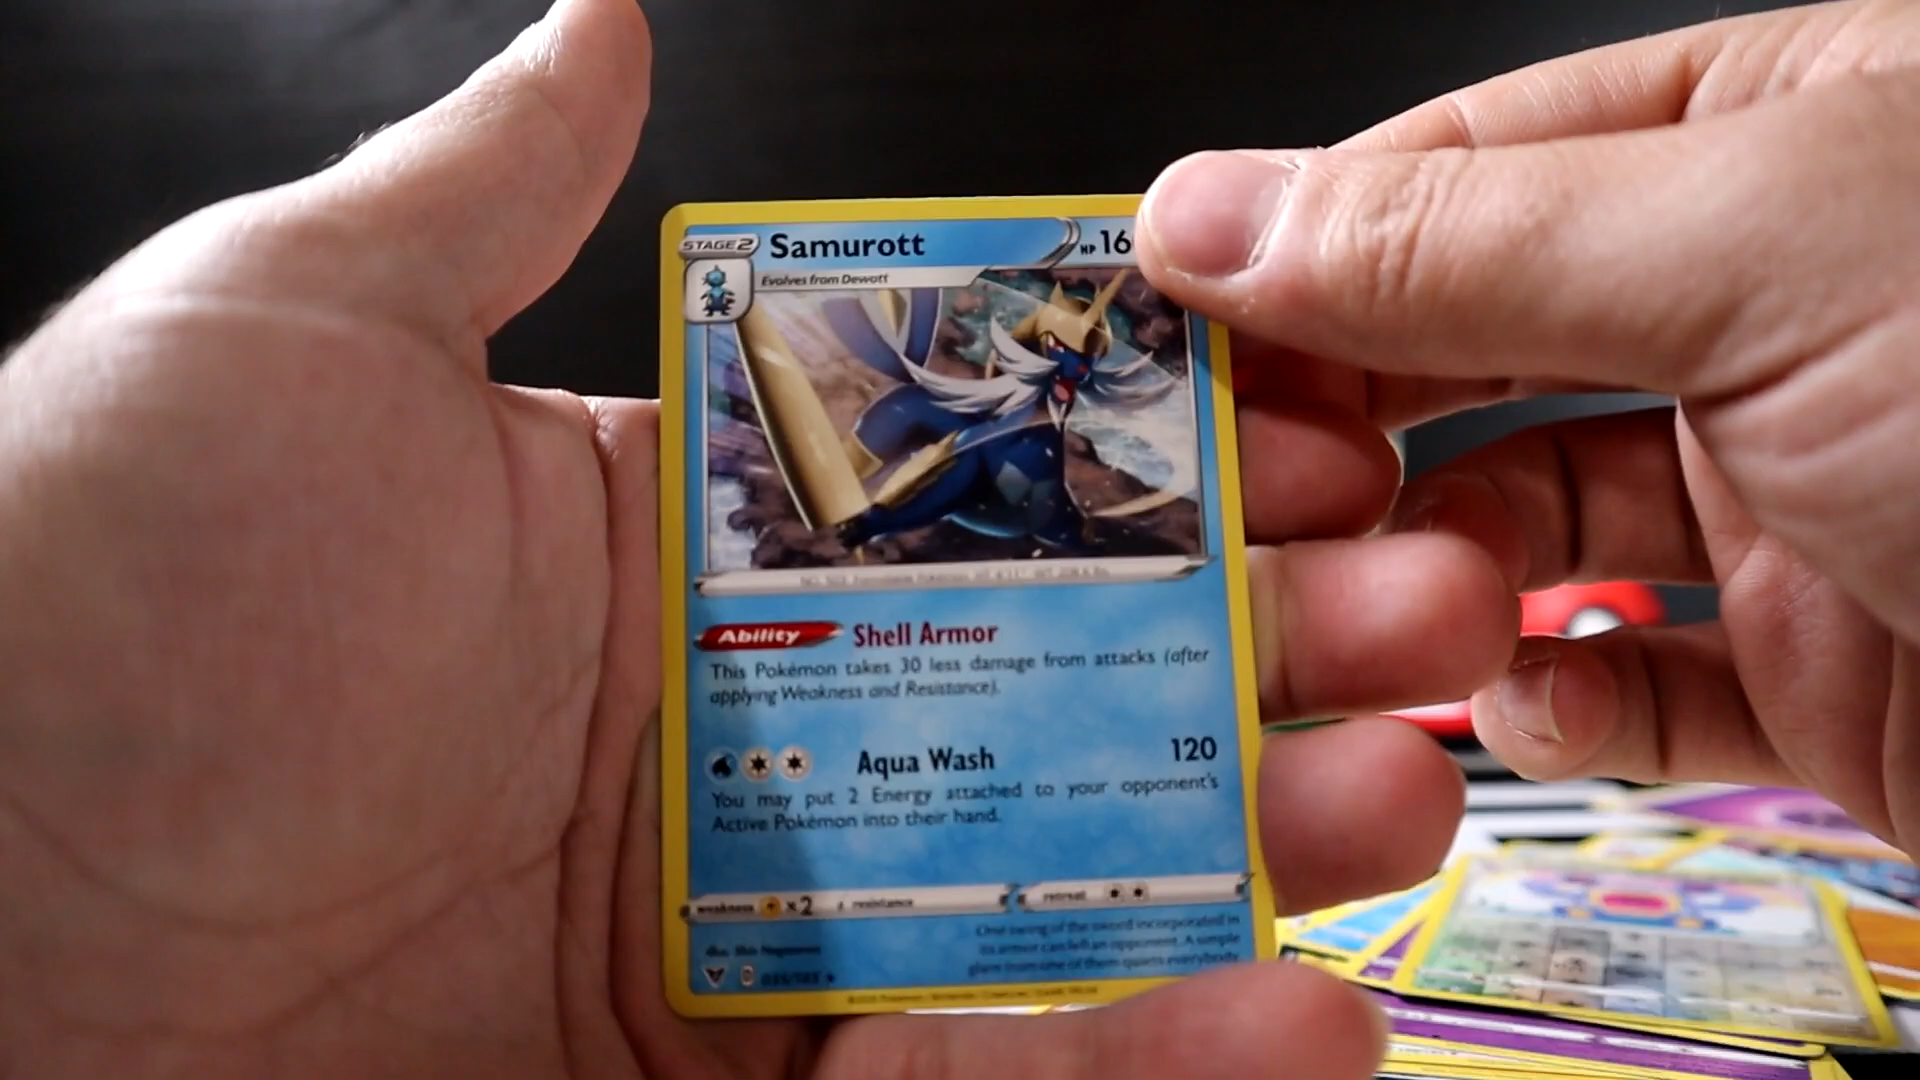 STAGE 2 Samurott HP 16
Evolves from Dewott
Ability Shell Armor
This Pokémon takes 30 less damage from attacks (after
applying Weakness and Resistance).
Aqua Wash 120
You may put 2 Energy attached to your opponent's
Active Pokémon into their hand.
weakness ×2 resistance retreat
One swing of the sword incorporated in
its armor can fell an opponent. A simple
glare from one of them quiets everybody.